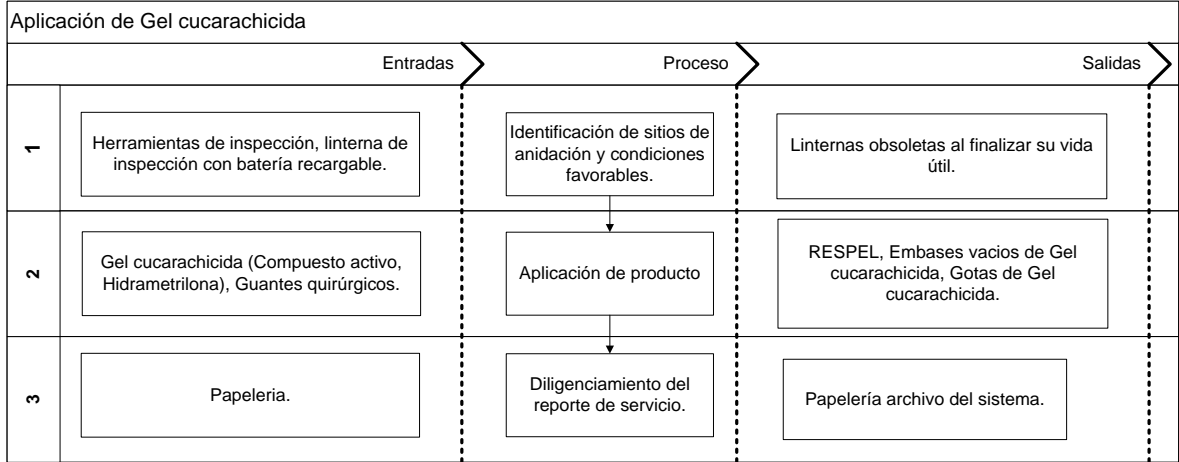 Aplicación de Gel cucarachicida
Entradas
Proceso
Salidas
1
Herramientas de inspección, linterna de
inspección con batería recargable.
Identificación de sitios de
anidación y condiciones
favorables.
Linternas obsoletas al finalizar su vida
útil.
2
Gel cucarachicida (Compuesto activo,
Hidrametrilona), Guantes quirúrgicos.
Aplicación de producto
RESPEL, Embases vacios de Gel
cucarachicida, Gotas de Gel
cucarachicida.
3
Papeleria.
Diligenciamiento del
reporte de servicio.
Papelería archivo del sistema.